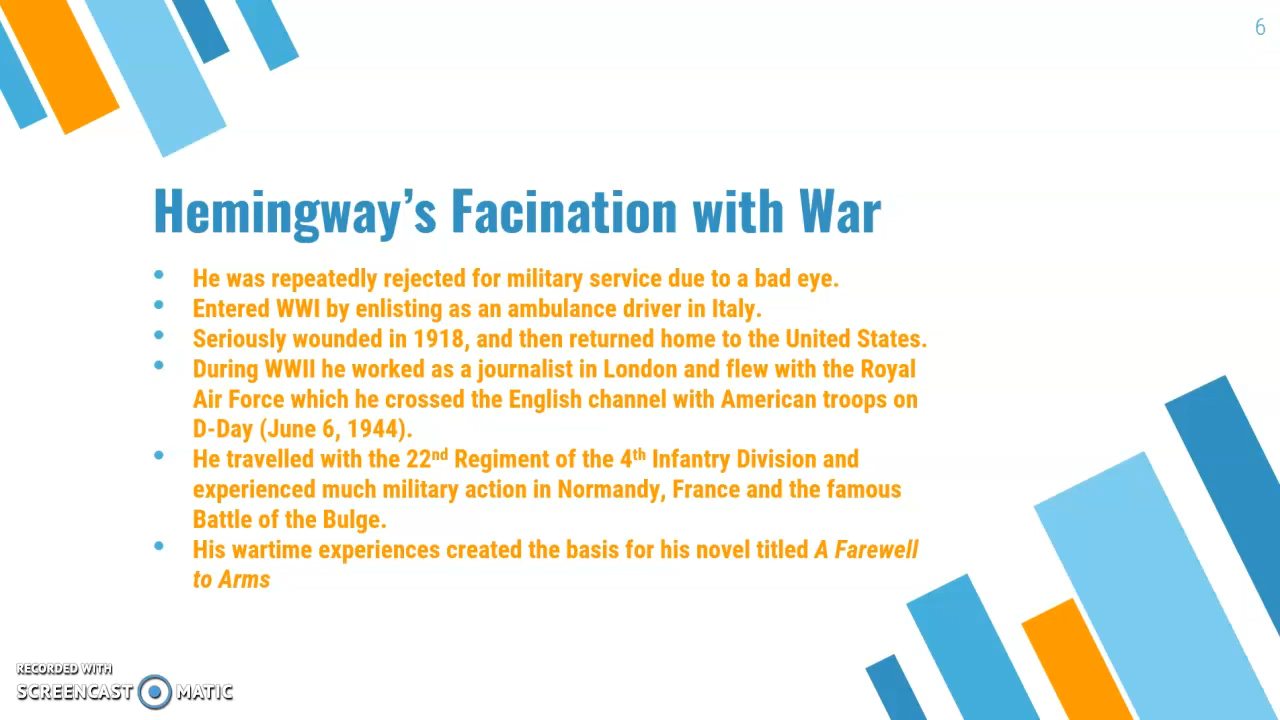 6
Hemingway’s Facination with War
• He was repeatedly rejected for military service due to a bad eye.
• Entered WWI by enlisting as an ambulance driver in Italy.
• Seriously wounded in 1918, and then returned home to the United States.
• During WWII he worked as a journalist in London and flew with the Royal
Air Force which he crossed the English channel with American troops on
D-Day (June 6, 1944).
• He travelled with the 22nd Regiment of the 4th Infantry Division and
experienced much military action in Normandy, France and the famous
Battle of the Bulge.
• His wartime experiences created the basis for his novel titled A Farewell
to Arms
RECORDED WITH
SCREENCAST MATIC